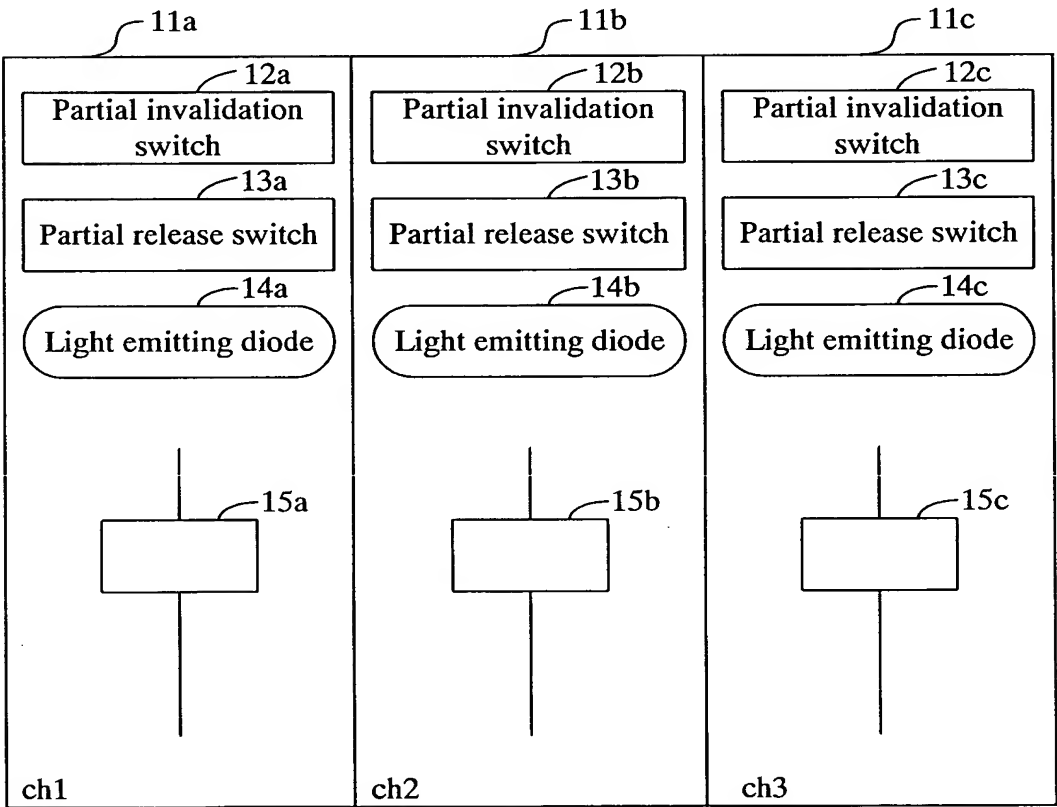 11a 11b 11c
12a 12b 12c
Partial invalidation switch Partial invalidation switch Partial invalidation switch
13a 13b 13c
Partial release switch Partial release switch Partial release switch
14a 14b 14c
Light emitting diode Light emitting diode Light emitting diode
15a 15b 15c
ch1 ch2 ch3